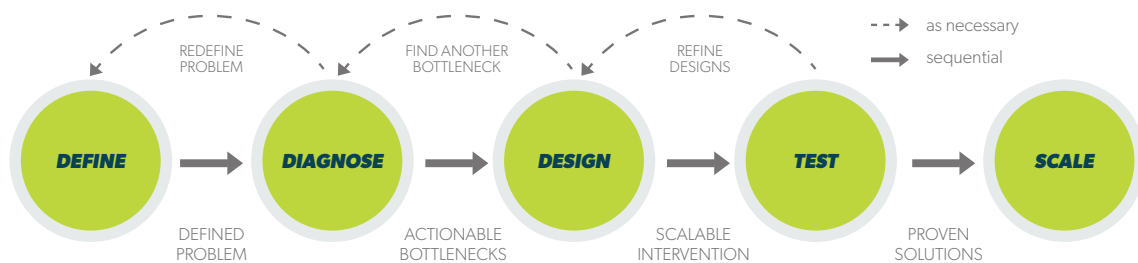 as necessary
sequential
REDEFINE
PROBLEM
FIND ANOTHER
BOTTLENECK
REFINE
DESIGNS
DEFINE
DIAGNOSE
DESIGN
TEST
SCALE
DEFINED
PROBLEM
ACTIONABLE
BOTTLENECKS
SCALABLE
INTERVENTION
PROVEN
SOLUTIONS